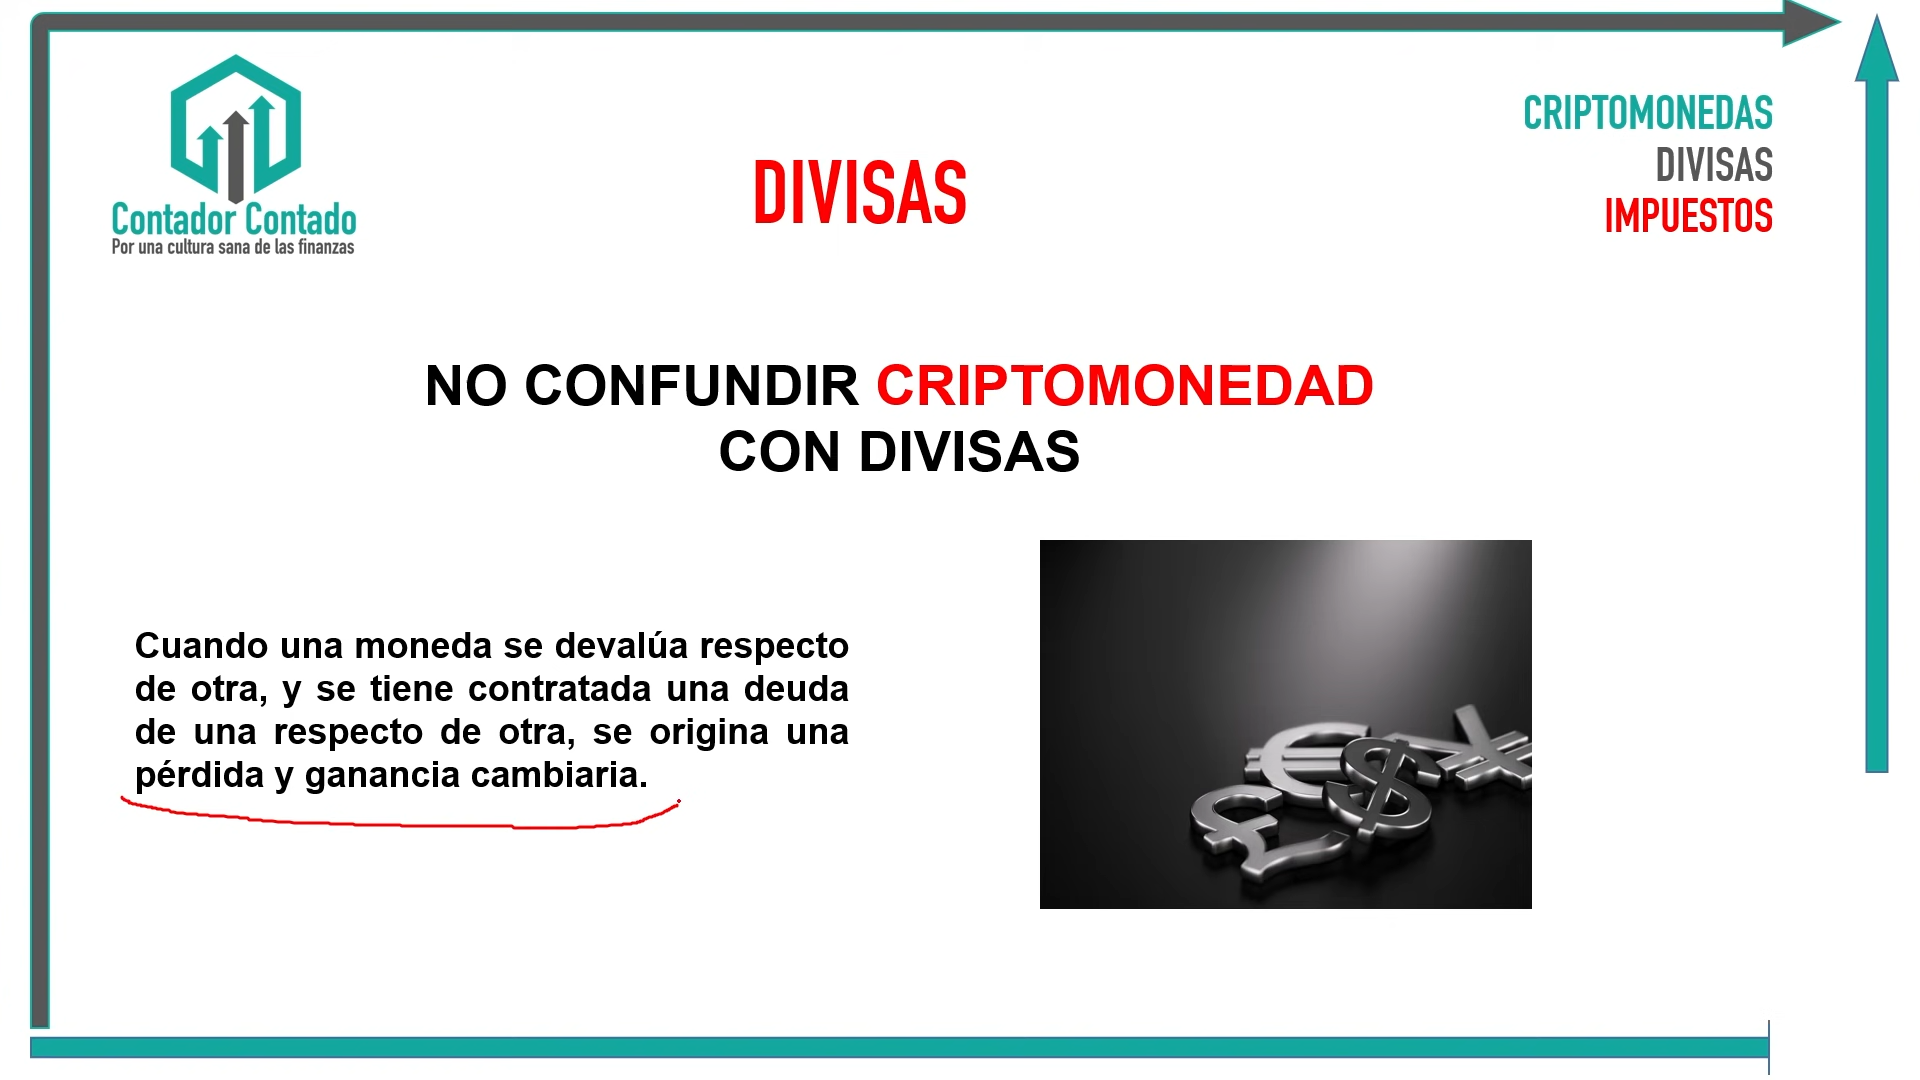 Contador Contado
Por una cultura sana de las finanzas
DIVISAS
CRIPTOMONEDAS
DIVISAS
IMPUESTOS
NO CONFUNDIR CRIPTOMONEDAD
CON DIVISAS
Cuando una moneda se devalúa respecto
de otra, y se tiene contratada una deuda
de una respecto de otra, se origina una
pérdida y ganancia cambiaria.